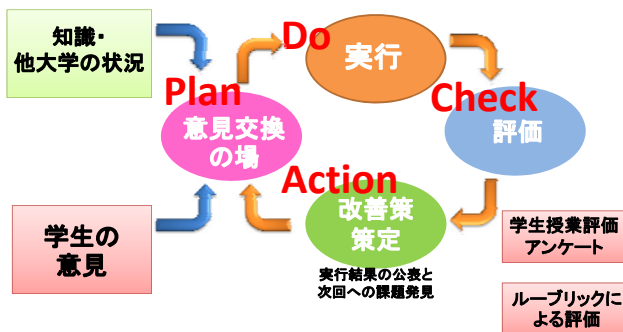 知識・
他大学の状況
Plan
意見交換
の場
Do
実行
Check
評価
Action
改善策
策定
実行結果の公表と
次回への課題発見
学生の
意見
学生授業評価
アンケート
ルーブリックに
よる評価